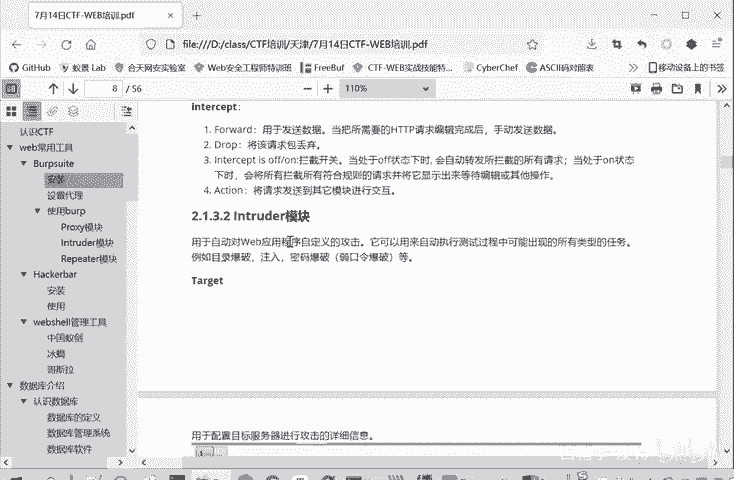 7月14日CTF-WEB培训.pdf
file:///D:/class/CTF培训/天津/7月14日CTF-WEB培训.pdf
GitHub 蚁景 Lab 合天网安实验室 Web安全工程师特训班 FreeBuf CTF-WEB实战技能特... CyberChef ASCII码对照表 移动设备上的书签
8 / 56
110%
认识CTF
web常用工具
Burpsuite
安装
设置代理
使用burp
Proxy模块
Intruder模块
Repeater模块
Hackerbar
安装
使用
webshell管理工具
中国蚁剑
冰蝎
哥斯拉
数据库介绍
认识数据库
数据库的定义
数据库管理系统
数据库软件
Intercept:
1. Forward：用于发送数据。当把所需要的HTTP请求编辑完成后，手动发送数据。
2. Drop：将该请求包丢弃。
3. Intercept is off/on:拦截开关。当处于off状态下时, 会自动转发所拦截的所有请求；当处于on状态
下时，会将所有拦截所有符合规则的请求并将它显示出来等待编辑或其他操作。
4. Action：将请求发送到其它模块进行交互。
2.1.3.2 Intruder模块
用于自动对Web应用程序自定义的攻击。它可以用来自动执行测试过程中可能出现的所有类型的任务。
例如目录爆破，注入，密码爆破（弱口令爆破）等。
Target
用于配置目标服务器进行攻击的详细信息。